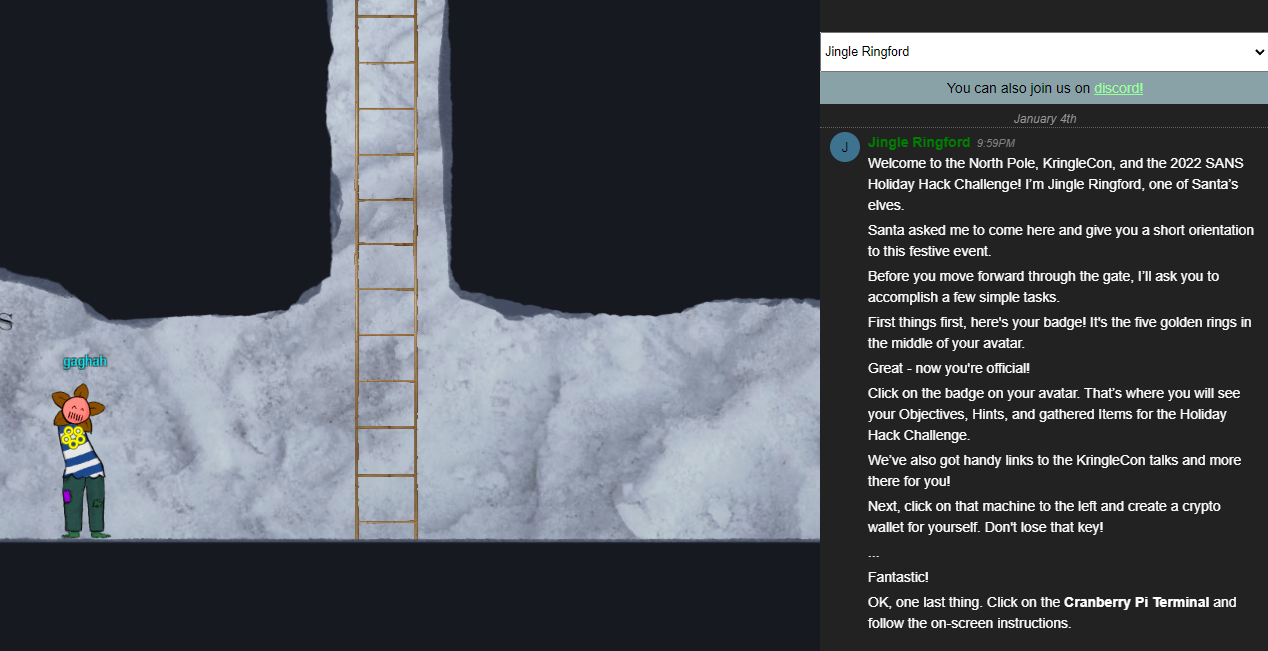 Jingle Ringford
You can also join us on discord!
January 4th
J
Jingle Ringford 9:59PM
Welcome to the North Pole, KringleCon, and the 2022 SANS
Holiday Hack Challenge! I’m Jingle Ringford, one of Santa’s
elves.
Santa asked me to come here and give you a short orientation
to this festive event.
Before you move forward through the gate, I’ll ask you to
accomplish a few simple tasks.
First things first, here's your badge! It's the five golden rings in
the middle of your avatar.
Great - now you're official!
Click on the badge on your avatar. That’s where you will see
your Objectives, Hints, and gathered Items for the Holiday
Hack Challenge.
We’ve also got handy links to the KringleCon talks and more
there for you!
Next, click on that machine to the left and create a crypto
wallet for yourself. Don't lose that key!
...
Fantastic!
OK, one last thing. Click on the Cranberry Pi Terminal and
follow the on-screen instructions.
S
gaghah